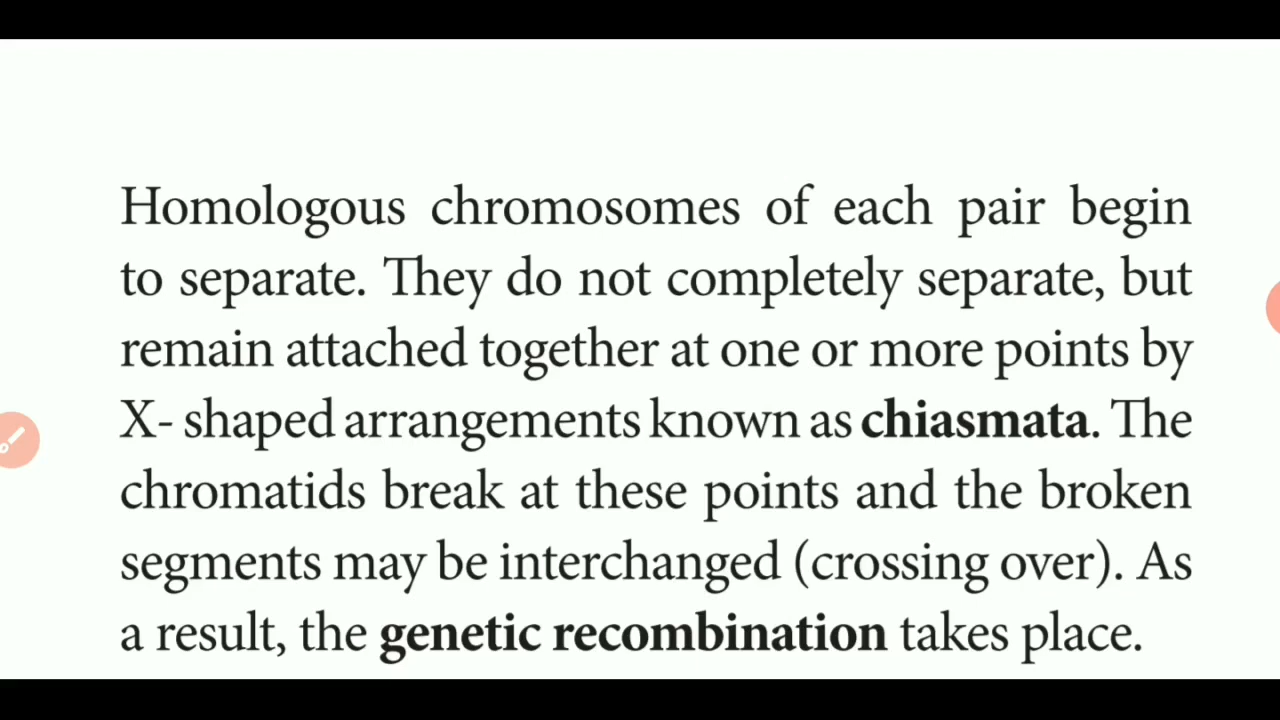 Homologous chromosomes of each pair begin
to separate. They do not completely separate, but
remain attached together at one or more points by
X- shaped arrangements known as chiasmata. The
chromatids break at these points and the broken
segments may be interchanged (crossing over). As
a result, the genetic recombination takes place.